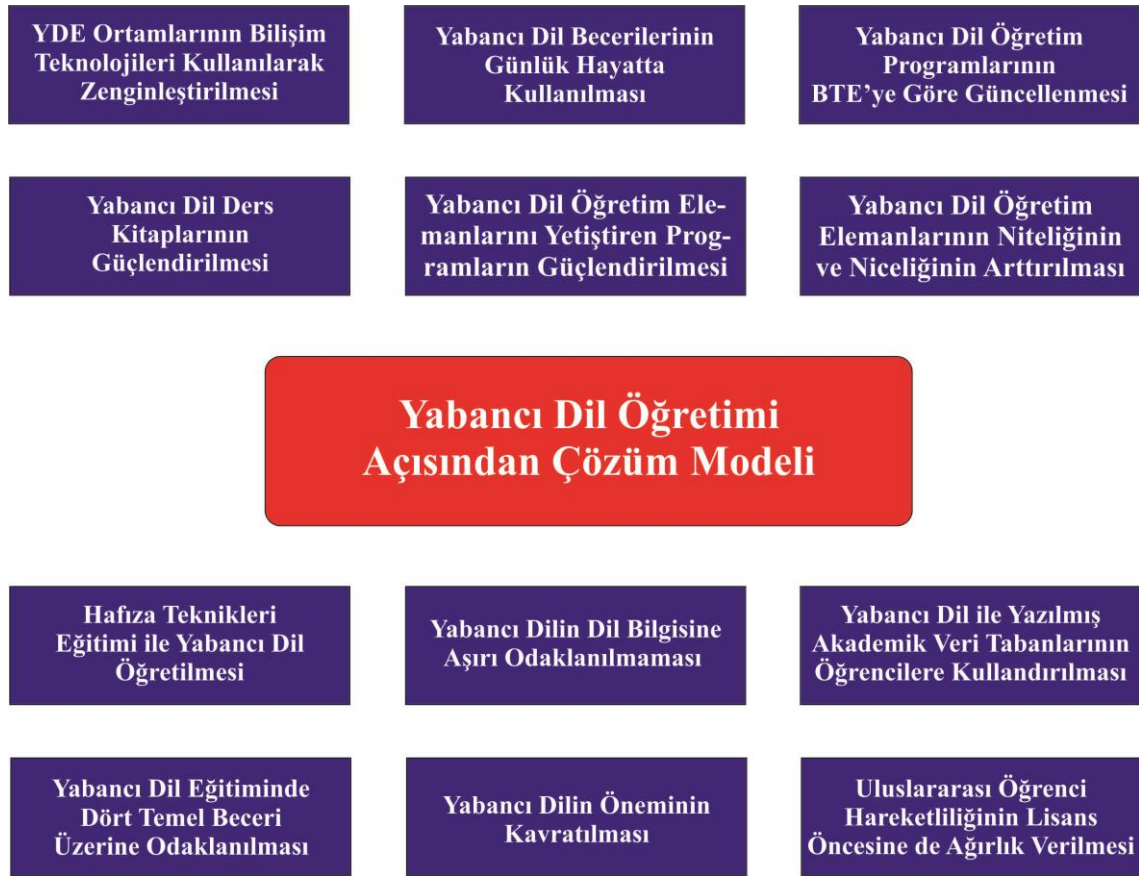 YDE Ortamlarının Bilişim
Teknolojileri Kullanılarak
Zenginleştirilmesi
Yabancı Dil Becerilerinin
Günlük Hayatta
Kullanılması
Yabancı Dil Öğretim
Programlarının
BTE’ye Göre Güncellenmesi
Yabancı Dil Ders
Kitaplarının
Güçlendirilmesi
Yabancı Dil Öğretim Ele-
manlarını Yetiştiren Prog-
ramların Güçlendirilmesi
Yabancı Dil Öğretim
Elemanlarının Niteliğinin
ve Niceliğinin Arttırılması
Yabancı Dil Öğretimi
Açısından Çözüm Modeli
Hafıza Teknikleri
Eğitimi ile Yabancı Dil
Öğretilmesi
Yabancı Dilin Dil Bilgisine
Aşırı Odaklanılmaması
Yabancı Dil ile Yazılmış
Akademik Veri Tabanlarının
Öğrencilere Kullandırılması
Yabancı Dil Eğitiminde
Dört Temel Beceri
Üzerine Odaklanılması
Yabancı Dilin Öneminin
Kavratılması
Uluslararası Öğrenci
Hareketliliğinin Lisans
Öncesine de Ağırlık Verilmesi